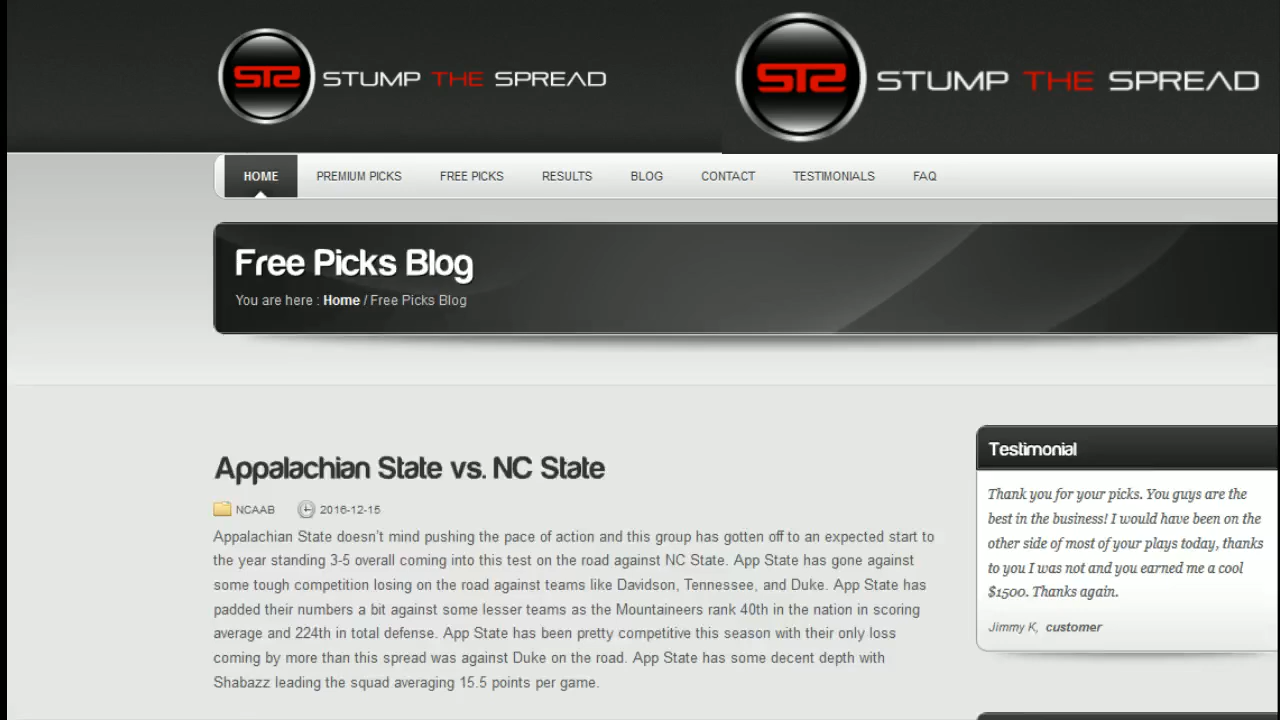 STS STUMP THE SPREAD
STS STUMP THE SPREAD
HOME PREMIUM PICKS FREE PICKS RESULTS BLOG CONTACT TESTIMONIALS FAQ
Free Picks Blog
You are here : Home / Free Picks Blog
Appalachian State vs. NC State
NCAAB 2016-12-15
Appalachian State doesn't mind pushing the pace of action and this group has gotten off to an expected start to
the year standing 3-5 overall coming into this test on the road against NC State. App State has gone against
some tough competition losing on the road against teams like Davidson, Tennessee, and Duke. App State has
padded their numbers a bit against some lesser teams as the Mountaineers rank 40th in the nation in scoring
average and 224th in total defense. App State has been pretty competitive this season with their only loss
coming by more than this spread was against Duke on the road. App State has some decent depth with
Shabazz leading the squad averaging 15.5 points per game.
Testimonial
Thank you for your picks. You guys are the
best in the business! I would have been on the
other side of most of your plays today, thanks
to you I was not and you earned me a cool
$1500. Thanks again.
Jimmy K, customer